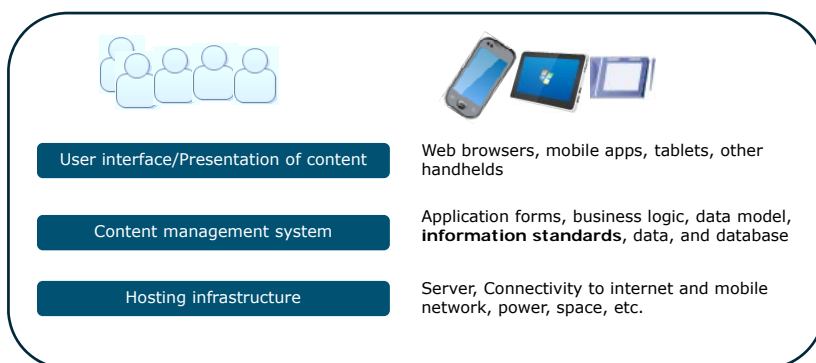 User interface/Presentation of content
Web browsers, mobile apps, tablets, other
handhelds
Content management system
Application forms, business logic, data model,
information standards, data, and database
Hosting infrastructure
Server, Connectivity to internet and mobile
network, power, space, etc.